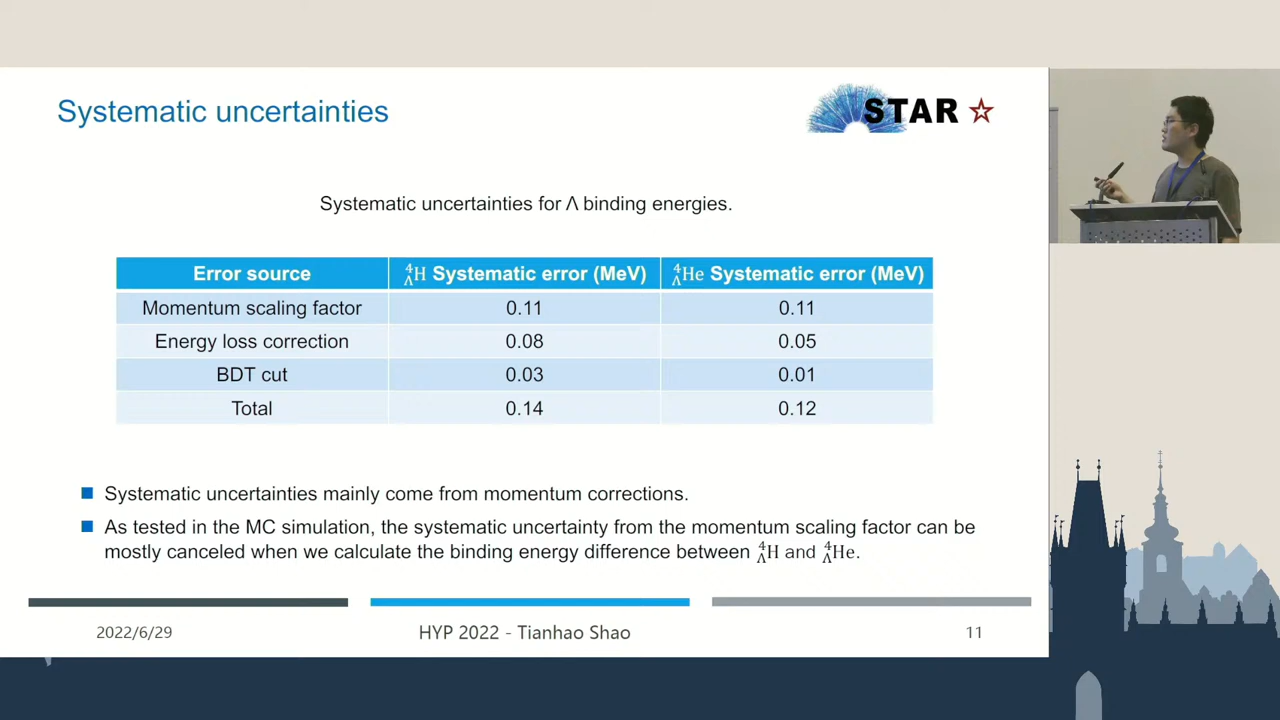 Systematic uncertainties
STAR
Systematic uncertainties for Λ binding energies.
Error source ⁴ΛH Systematic error (MeV) ⁴ΛHe Systematic error (MeV)
Momentum scaling factor 0.11 0.11
Energy loss correction 0.08 0.05
BDT cut 0.03 0.01
Total 0.14 0.12
Systematic uncertainties mainly come from momentum corrections.
As tested in the MC simulation, the systematic uncertainty from the momentum scaling factor can be
mostly canceled when we calculate the binding energy difference between ⁴ΛH and ⁴ΛHe.
2022/6/29 HYP 2022 - Tianhao Shao 11